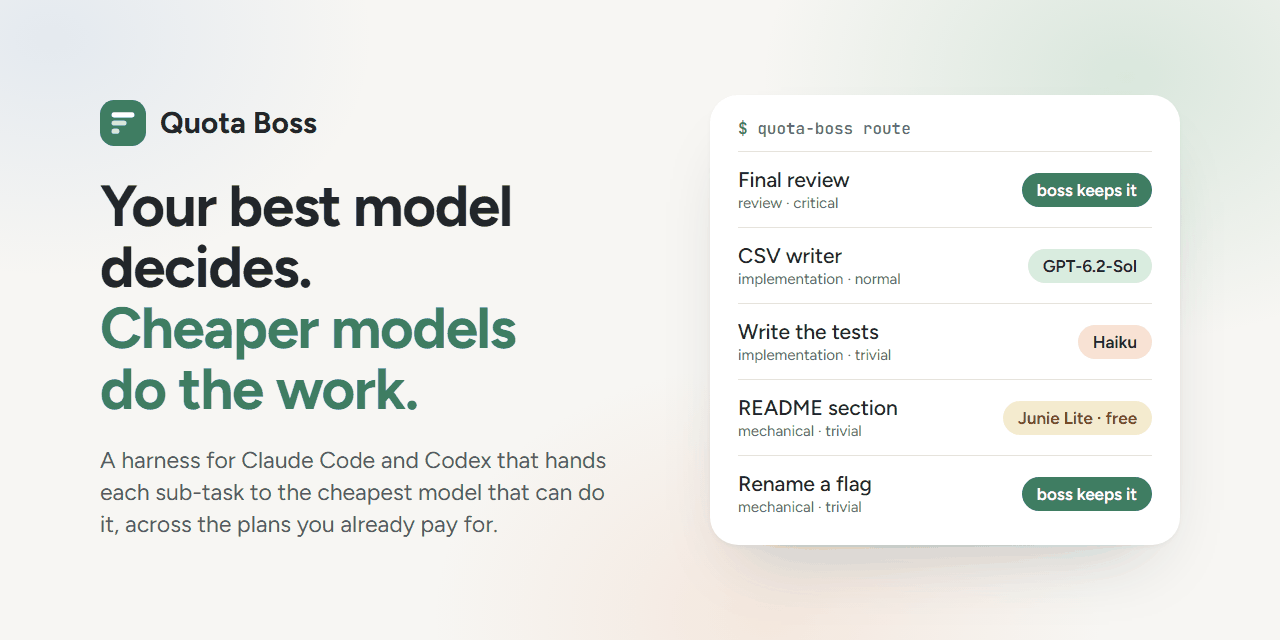 Quota Boss
Your best model
decides.
Cheaper models
do the work.
A harness for Claude Code and Codex that hands
each sub-task to the cheapest model that can do
it, across the plans you already pay for.
$ quota-boss route
Final review
review · critical
boss keeps it
CSV writer
implementation · normal
GPT-6.2-Sol
Write the tests
implementation · trivial
Haiku
README section
mechanical · trivial
Junie Lite · free
Rename a flag
mechanical · trivial
boss keeps it